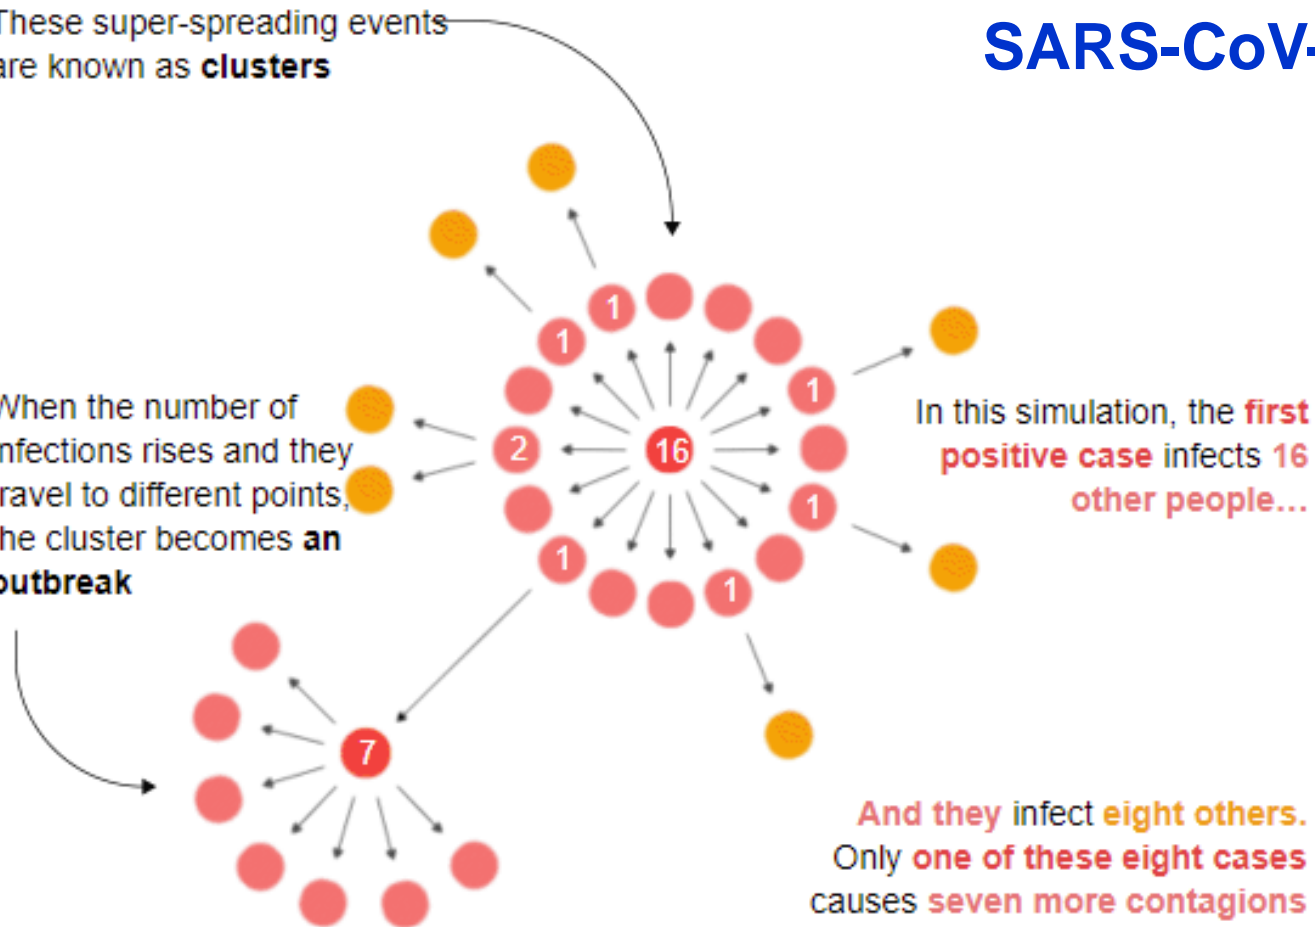 These super-spreading events
are known as clusters
SARS-CoV-
1
1
1
2
16
1
1
1
When the number of
infections rises and they
travel to different points,
the cluster becomes an
outbreak
In this simulation, the first
positive case infects 16
other people...
7
And they infect eight others.
Only one of these eight cases
causes seven more contagions